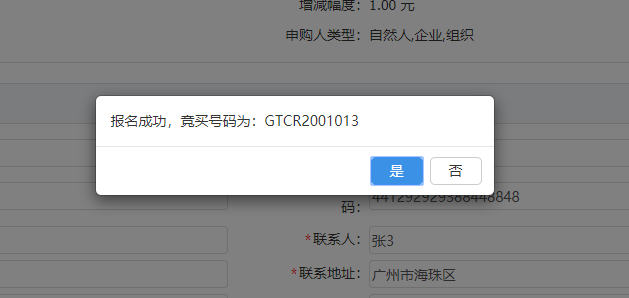 增减幅度：1.00 元
申购人类型：自然人,企业,组织
报名成功，竞买号码为：GTCR2001013
是 否
码：441292929388448848
*联系人：张3
*联系地址：广州市海珠区